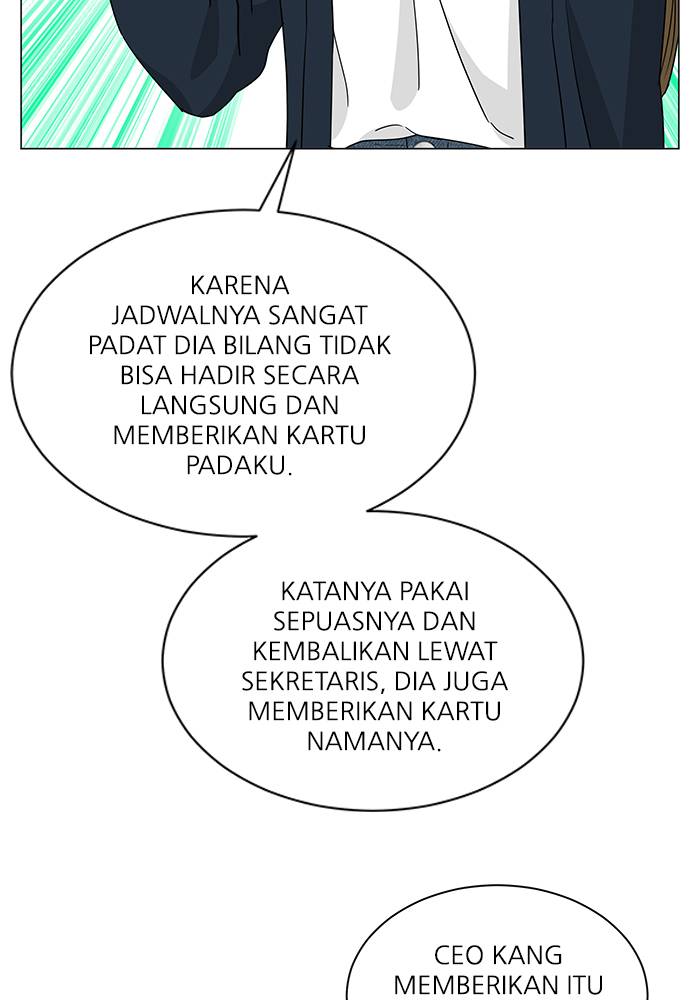 KARENA
JADWALNYA SANGAT
PADAT DIA BILANG TIDAK
BISA HADIR SECARA
LANGSUNG DAN
MEMBERIKAN KARTU
PADAKU.
KATANYA PAKAI
SEPUASNYA DAN
KEMBALIKAN LEWAT
SEKRETARIS, DIA JUGA
MEMBERIKAN KARTU
NAMANYA.
CEO KANG
MEMBERIKAN ITU